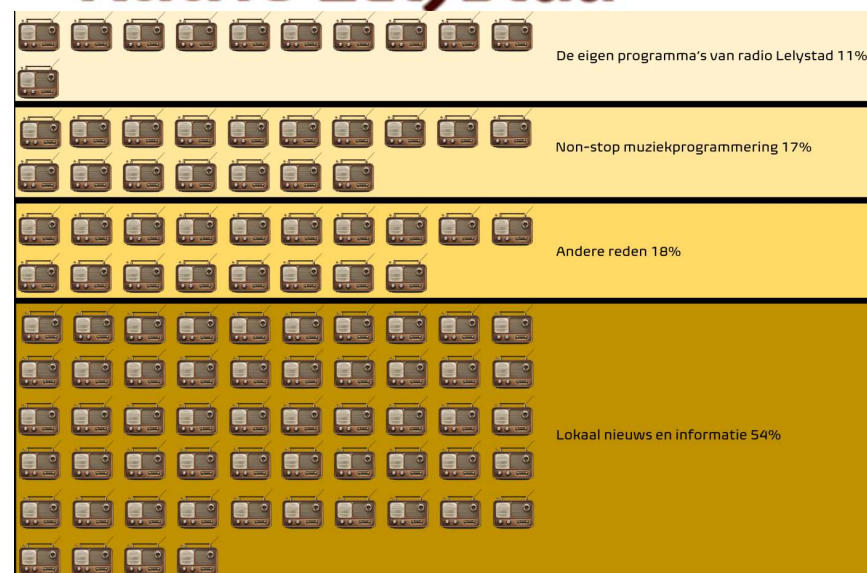 De eigen programma's van radio Lelystad 11%
Non-stop muziekprogrammering 17%
Andere reden 18%
Lokaal nieuws en informatie 54%